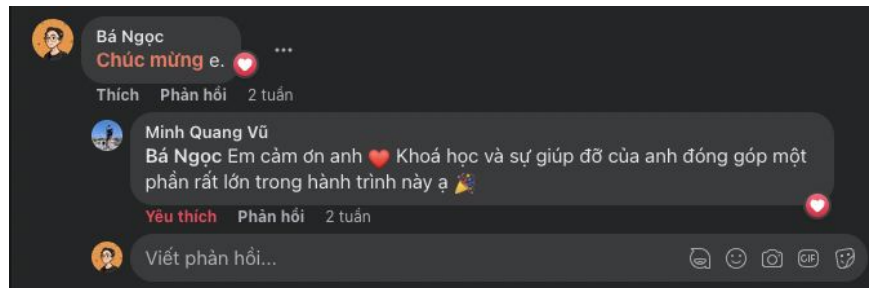 Bá Ngọc
Chúc mừng e.
Thích Phản hồi 2 tuần
Minh Quang Vũ
Bá Ngọc Em cảm ơn anh ❤️ Khoá học và sự giúp đỡ của anh đóng góp một
phần rất lớn trong hành trình này ạ 🎉
Yêu thích Phản hồi 2 tuần
Viết phản hồi...
GIF